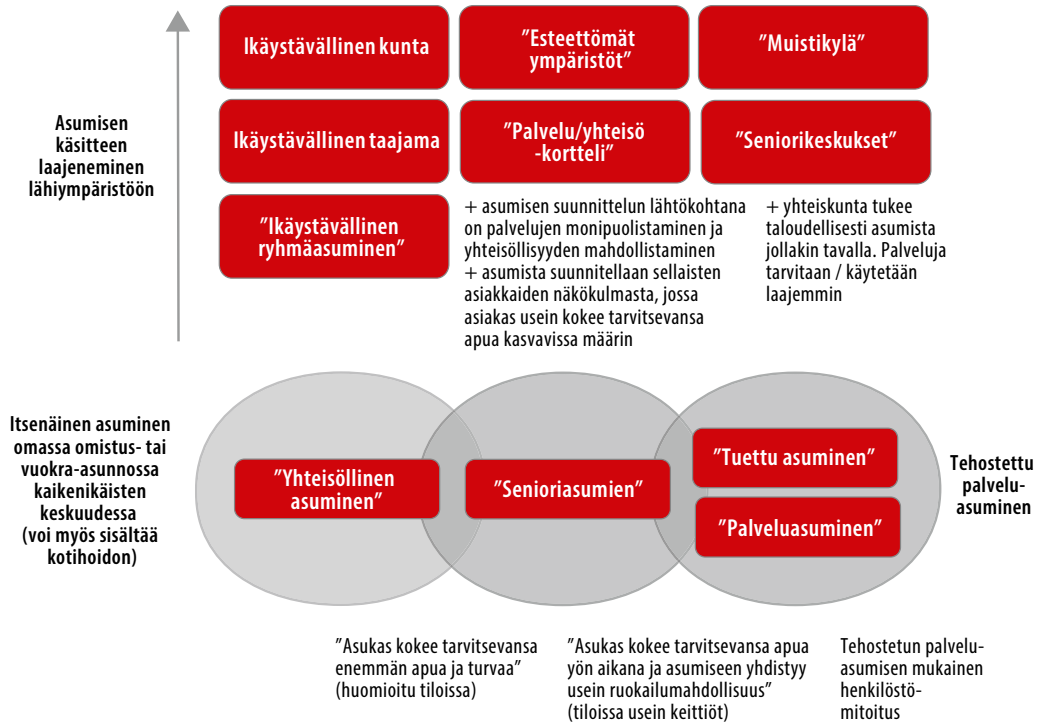 Ikäystävällinen kunta
"Esteettömät
ympäristöt"
"Muistikylä"
Asumisen
käsitteen
laajeneminen
lähiympäristöön
Ikäystävällinen taajama
"Palvelu/yhteisö
-kortteli"
"Seniorikeskukset"
"Ikäystävällinen
ryhmäasuminen"
+ asumisen suunnittelun lähtökohtana
on palvelujen monipuolistaminen ja
yhteisöllisyyden mahdollistaminen
+ asumista suunnitellaan sellaisten
asiakkaiden näkökulmasta, jossa
asiakas usein kokee tarvitsevansa
apua kasvavissa määrin
+ yhteiskunta tukee
taloudellisesti asumista
jollakin tavalla. Palveluja
tarvitaan / käytetään
laajemmin
Itsenäinen asuminen
omassa omistus- tai
vuokra-asunnossa
kaikenikäisten
keskuudessa
(voi myös sisältää
kotihoidon)
"Yhteisöllinen
asuminen"
"Senioriasumien"
"Tuettu asuminen"
"Palveluasuminen"
Tehostettu
palvelu-
asuminen
"Asukas kokee tarvitsevansa
enemmän apua ja turvaa"
(huomioitu tiloissa)
"Asukas kokee tarvitsevansa apua
yön aikana ja asumiseen yhdistyy
usein ruokailumahdollisuus"
(tiloissa usein keittiöt)
Tehostetun palvelu-
asumisen mukainen
henkilöstö-
mitoitus